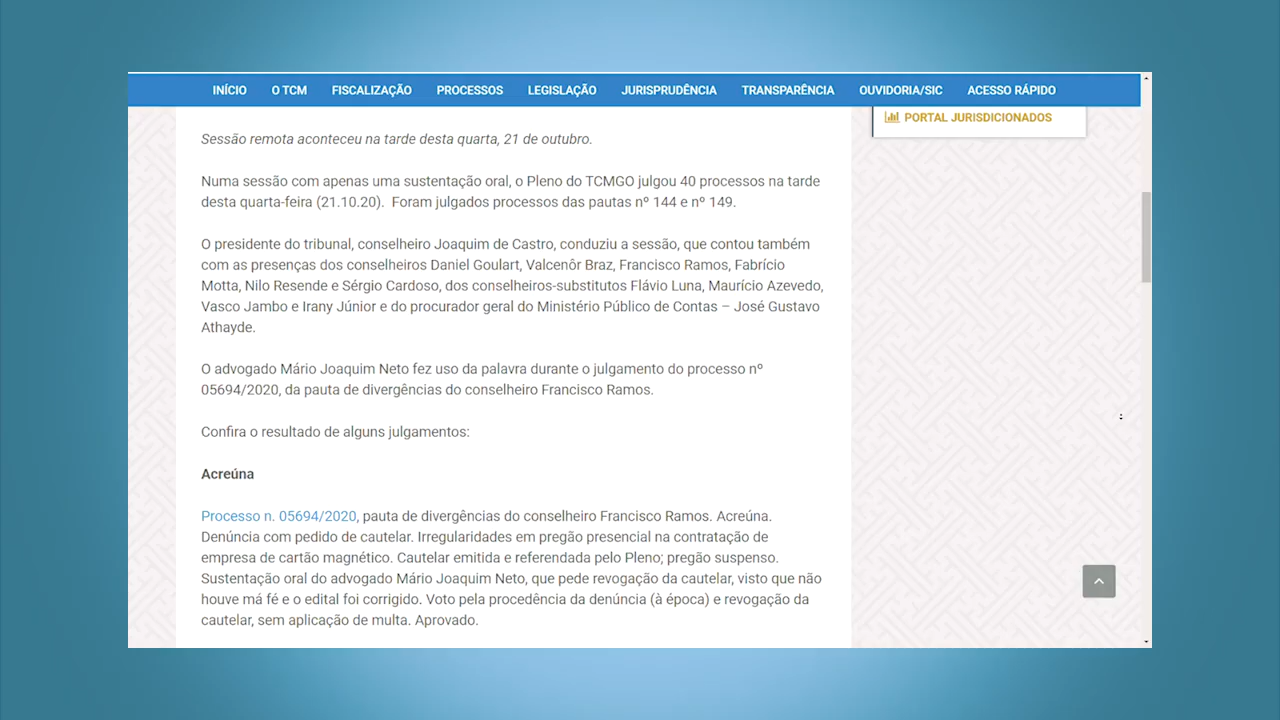 INÍCIO O TCM FISCALIZAÇÃO PROCESSOS LEGISLAÇÃO JURISPRUDÊNCIA TRANSPARÊNCIA OUVIDORIA/SIC ACESSO RÁPIDO
PORTAL JURISDICIONADOS
Sessão remota aconteceu na tarde desta quarta, 21 de outubro.
Numa sessão com apenas uma sustentação oral, o Pleno do TCMGO julgou 40 processos na tarde
desta quarta-feira (21.10.20). Foram julgados processos das pautas nº 144 e nº 149.
O presidente do tribunal, conselheiro Joaquim de Castro, conduziu a sessão, que contou também
com as presenças dos conselheiros Daniel Goulart, Valcenôr Braz, Francisco Ramos, Fabrício
Motta, Nilo Resende e Sérgio Cardoso, dos conselheiros-substitutos Flávio Luna, Maurício Azevedo,
Vasco Jambo e Irany Júnior e do procurador geral do Ministério Público de Contas – José Gustavo
Athayde.
O advogado Mário Joaquim Neto fez uso da palavra durante o julgamento do processo nº
05694/2020, da pauta de divergências do conselheiro Francisco Ramos.
Confira o resultado de alguns julgamentos:
Acreúna
Processo n. 05694/2020, pauta de divergências do conselheiro Francisco Ramos. Acreúna.
Denúncia com pedido de cautelar. Irregularidades em pregão presencial na contratação de
empresa de cartão magnético. Cautelar emitida e referendada pelo Pleno; pregão suspenso.
Sustentação oral do advogado Mário Joaquim Neto, que pede revogação da cautelar, visto que não
houve má fé e o edital foi corrigido. Voto pela procedência da denúncia (à época) e revogação da
cautelar, sem aplicação de multa. Aprovado.